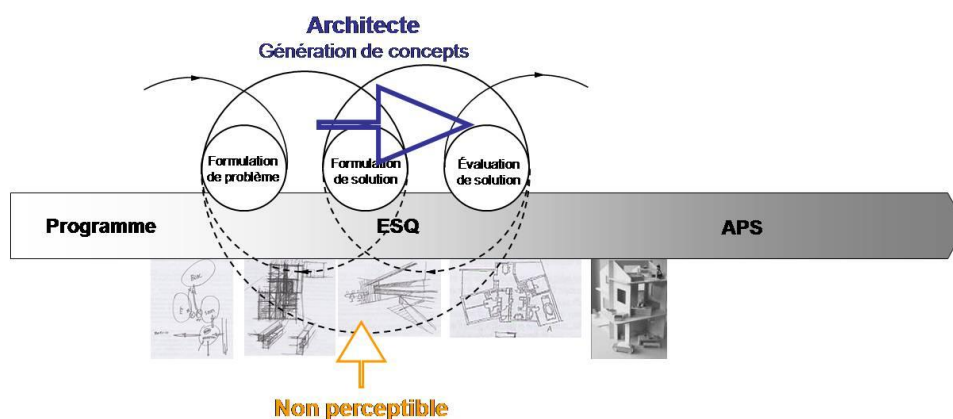 Architecte
Génération de concepts
Formulation
de problème
Formulation
de solution
Évaluation
de solution
Programme
ESQ
APS
Non perceptible